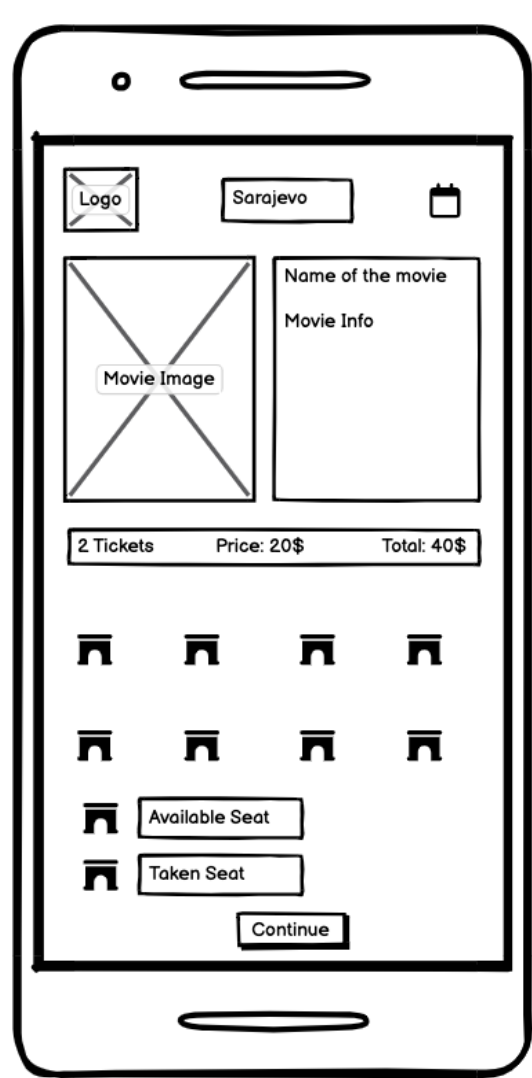 Logo
Sarajevo
Name of the movie
Movie Info
Movie Image
2 Tickets Price: 20$ Total: 40$
Available Seat
Taken Seat
Continue